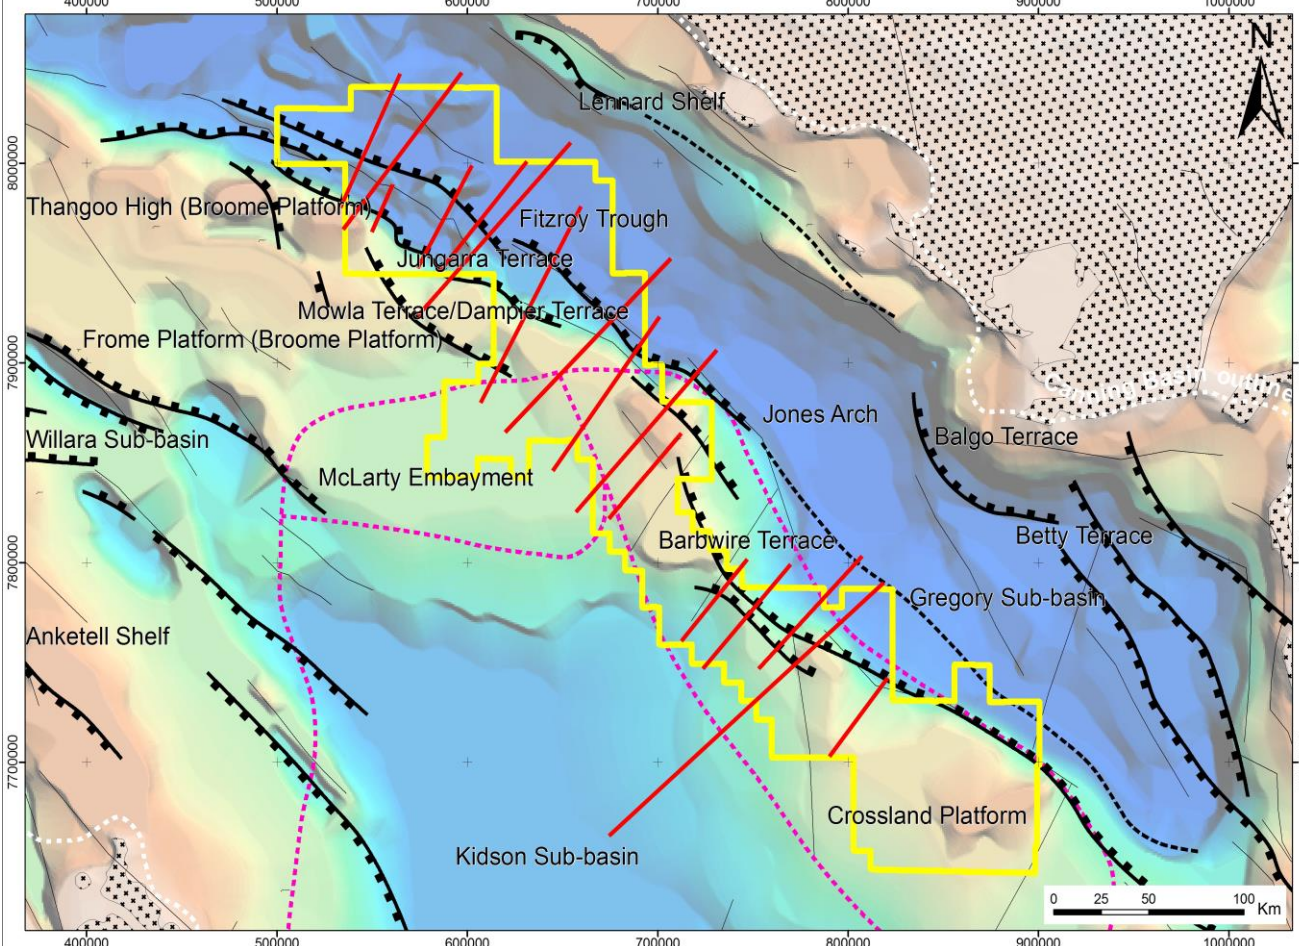 400000 500000 600000 700000 800000 900000 1000000
N
Lennard Shelf
8000000
Thangoo High (Broome Platform)
Fitzroy Trough
Jungarra Terrace
Mowla Terrace/Dampier Terrace
Frome Platform (Broome Platform)
7900000
Canning Basin outline
Jones Arch
Balgo Terrace
Willara Sub-basin
McLarty Embayment
Betty Terrace
Barbwire Terrace
7800000
Gregory Sub-basin
Anketell Shelf
7700000
Crossland Platform
Kidson Sub-basin
0 25 50 100
Km
400000 500000 600000 700000 800000 900000 1000000